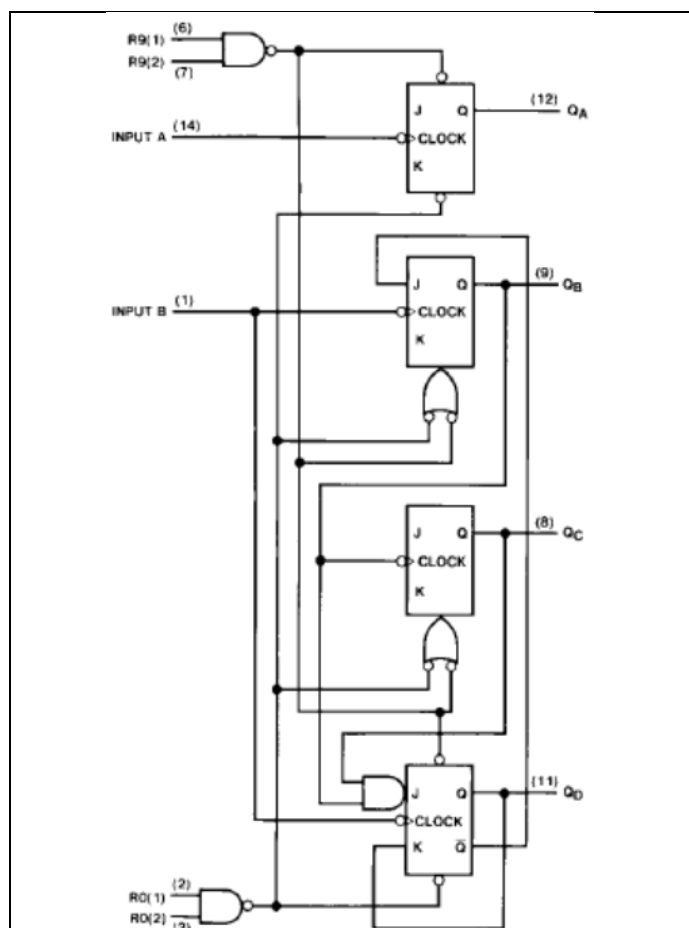 R9(1) (6)
R9(2) (7)
J Q (12) QA
INPUT A (14) CLOCK
K
J Q (9) QB
INPUT B (1) CLOCK
K
J Q (8) QC
CLOCK
K
J Q (11) QD
CLOCK
K Q̅
R0(1) (2)
R0(2) (3)